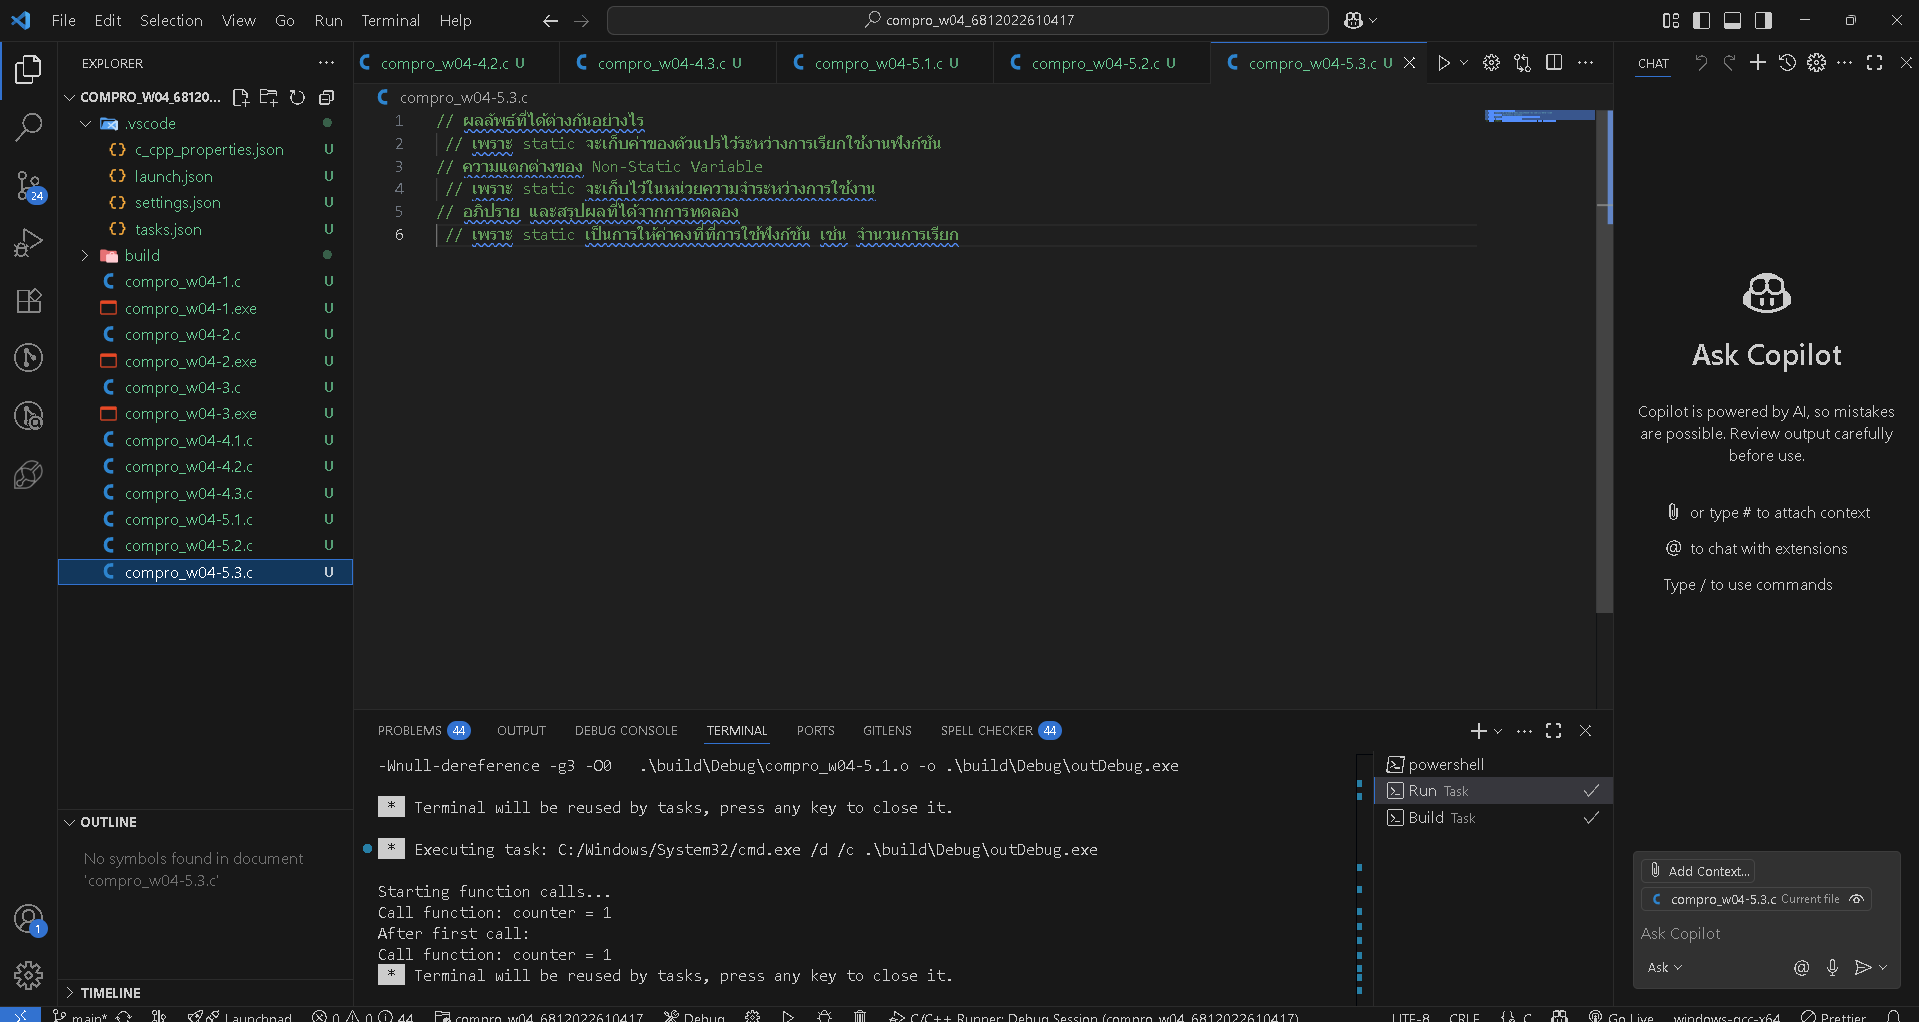 File Edit Selection View Go Run Terminal Help
compro_w04_6812022610417
EXPLORER
COMPRO_W04_68120...
.vscode
c_cpp_properties.json U
launch.json U
settings.json U
tasks.json U
build
compro_w04-1.c U
compro_w04-1.exe U
compro_w04-2.c U
compro_w04-2.exe U
compro_w04-3.c U
compro_w04-3.exe U
compro_w04-4.1.c U
compro_w04-4.2.c U
compro_w04-4.3.c U
compro_w04-5.1.c U
compro_w04-5.2.c U
compro_w04-5.3.c U
24
1
OUTLINE
No symbols found in document
'compro_w04-5.3.c'
TIMELINE
compro_w04-4.2.c U compro_w04-4.3.c U compro_w04-5.1.c U compro_w04-5.2.c U compro_w04-5.3.c U
compro_w04-5.3.c
1 // ผลลัพธ์ที่ได้ต่างกันอย่างไร
2 // เพราะ static จะเก็บค่าของตัวแปรไว้ระหว่างการเรียกใช้งานฟังก์ชัน
3 // ความแตกต่างของ Non-Static Variable
4 // เพราะ static จะเก็บไว้ในหน่วยความจำระหว่างการใช้งาน
5 // อภิปราย และสรุปผลที่ได้จากการทดลอง
6 // เพราะ static เป็นการให้ค่าคงที่ที่การใช้ฟังก์ชัน เช่น จำนวนการเรียก
PROBLEMS 44 OUTPUT DEBUG CONSOLE TERMINAL PORTS GITLENS SPELL CHECKER 44
-Wnull-dereference -g3 -O0 .\build\Debug\compro_w04-5.1.o -o .\build\Debug\outDebug.exe
* Terminal will be reused by tasks, press any key to close it.
* Executing task: C:/Windows/System32/cmd.exe /d /c .\build\Debug\outDebug.exe
Starting function calls...
Call function: counter = 1
After first call:
Call function: counter = 1
* Terminal will be reused by tasks, press any key to close it.
powershell
Run Task
Build Task
CHAT
Ask Copilot
Copilot is powered by AI, so mistakes
are possible. Review output carefully
before use.
or type # to attach context
@ to chat with extensions
Type / to use commands
Add Context...
compro_w04-5.3.c Current file
Ask Copilot
Ask
main* Launchpad 0 0 44 compro_w04_6812022610417 Debug C/C++ Runner: Debug Session (compro_w04_6812022610417) UTF-8 CRLF {} C Go Live windows-gcc-x64 Prettier